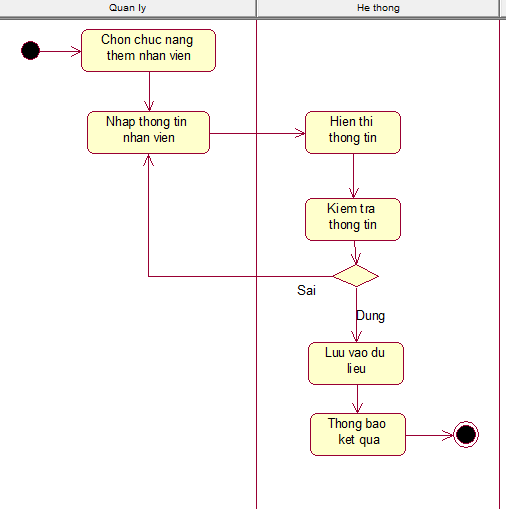 Quan ly
He thong
Chon chuc nang
them nhan vien
Nhap thong tin
nhan vien
Hien thi
thong tin
Kiem tra
thong tin
Sai
Dung
Luu vao du
lieu
Thong bao
ket qua